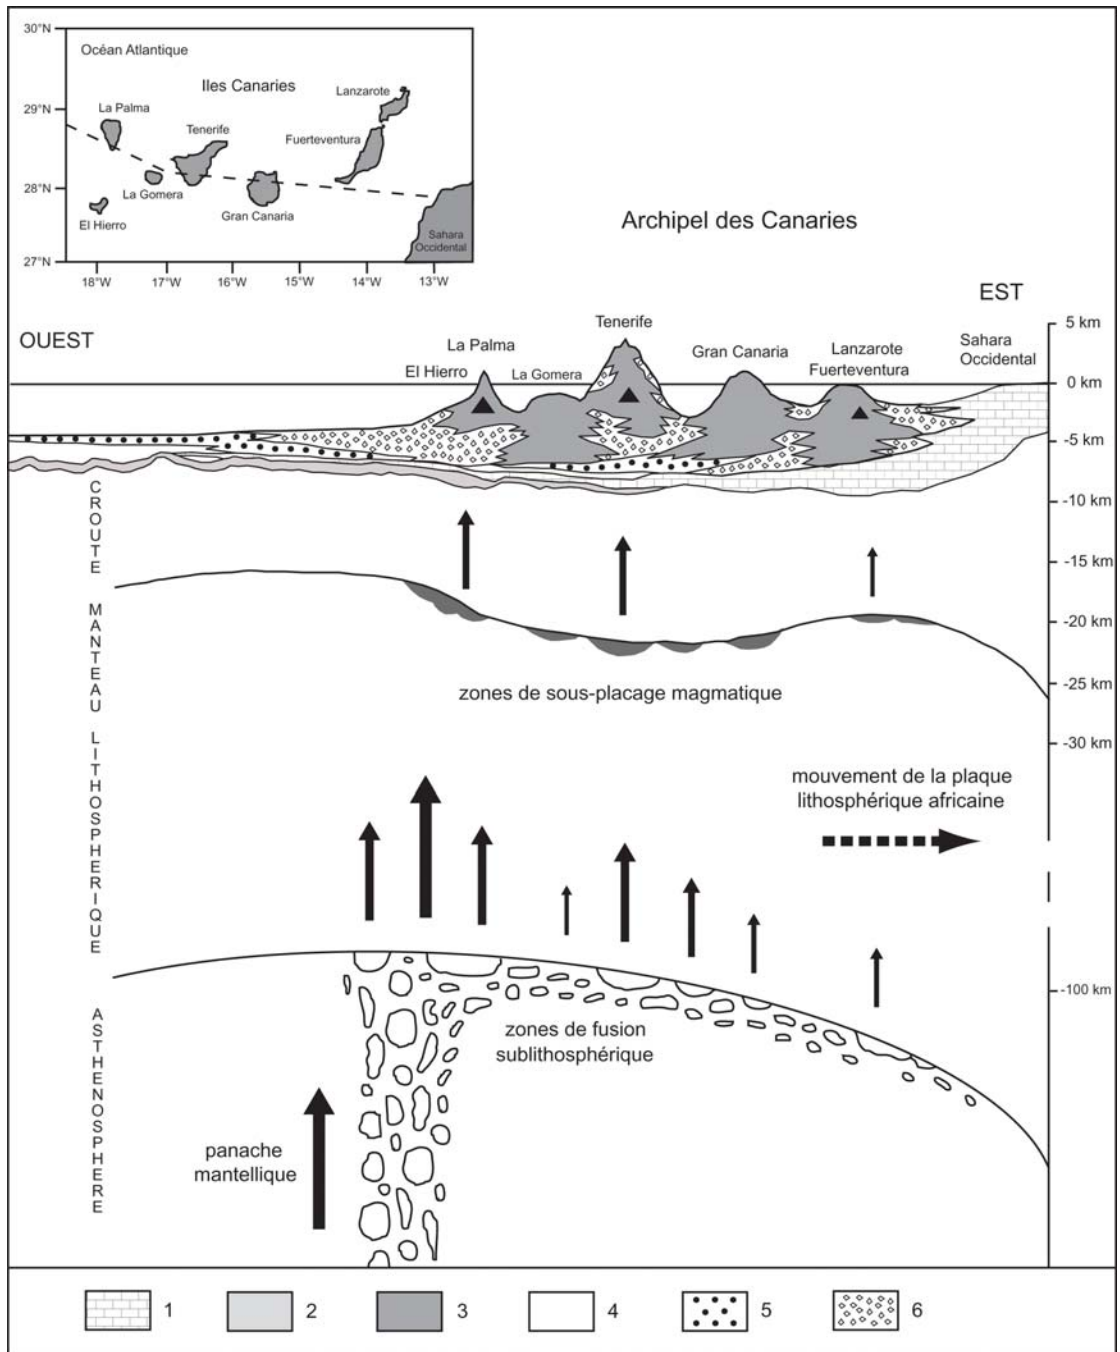 30°N
29°N
28°N
27°N
18°W
17°W
16°W
15°W
14°W
13°W
Océan Atlantique
Iles Canaries
Lanzarote
La Palma
Tenerife
Fuerteventura
La Gomera
El Hierro
Gran Canaria
Sahara
Occidental
Archipel des Canaries
OUEST
EST
La Palma
El Hierro
La Gomera
Tenerife
Gran Canaria
Lanzarote
Fuerteventura
Sahara
Occidental
5 km
0 km
-5 km
-10 km
-15 km
-20 km
-25 km
-30 km
-100 km
CROUTE
MANTEAU LITHOSPHERIQUE
ASTHENOSPHERE
zones de sous-placage magmatique
mouvement de la plaque
lithosphérique africaine
zones de fusion
sublithosphérique
panache
mantellique
1
2
3
4
5
6